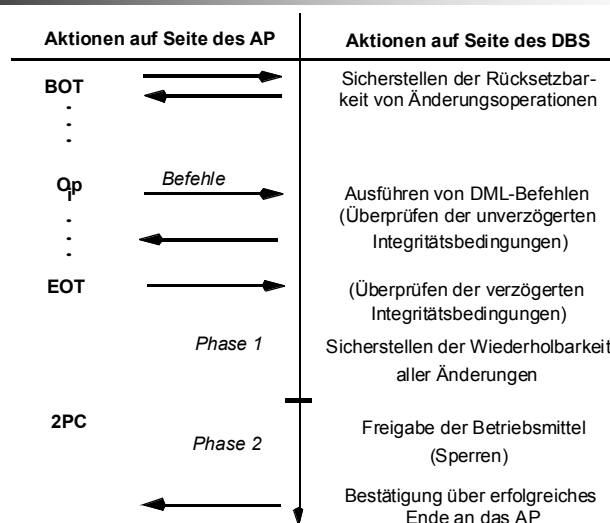 Aktionen auf Seite des AP
Aktionen auf Seite des DBS
BOT
Sicherstellen der Rücksetzbar-
keit von Änderungsoperationen
Op i
Befehle
Ausführen von DML-Befehlen
(Überprüfen der unverzögerten
Integritätsbedingungen)
EOT
(Überprüfen der verzögerten
Integritätsbedingungen)
Phase 1
Sicherstellen der Wiederholbarkeit
aller Änderungen
2PC
Phase 2
Freigabe der Betriebsmittel
(Sperren)
Bestätigung über erfolgreiches
Ende an das AP